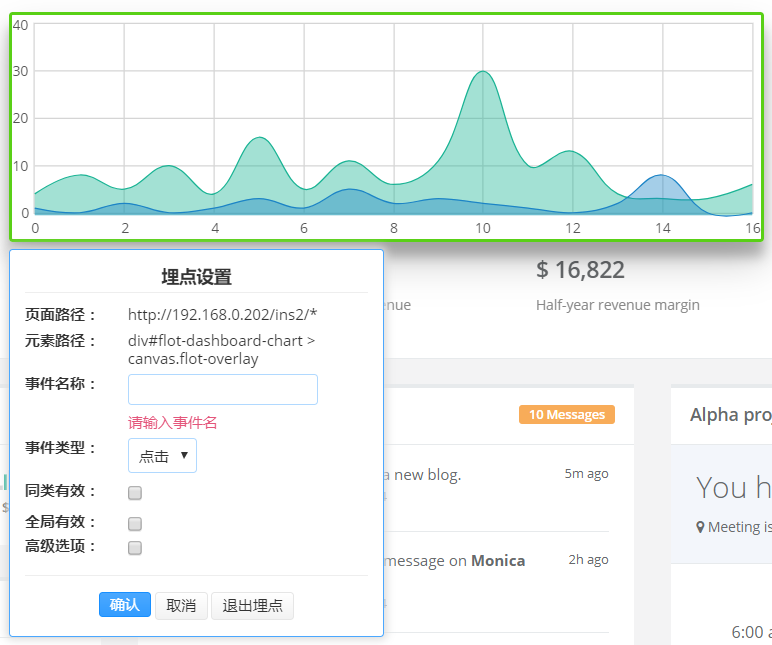 40
30
20
10
0
0 2 4 6 8 10 12 14 16
埋点设置
页面路径： http://192.168.0.202/ins2/*
元素路径： div#flot-dashboard-chart >
canvas.flot-overlay
事件名称：
请输入事件名
事件类型： 点击
同类有效：
全局有效：
高级选项：
确认 取消 退出埋点
$ 16,822
Half-year revenue margin
10 Messages
a new blog.
5m ago
message on Monica
2h ago
Alpha
You h
Meeting is
6:00 a